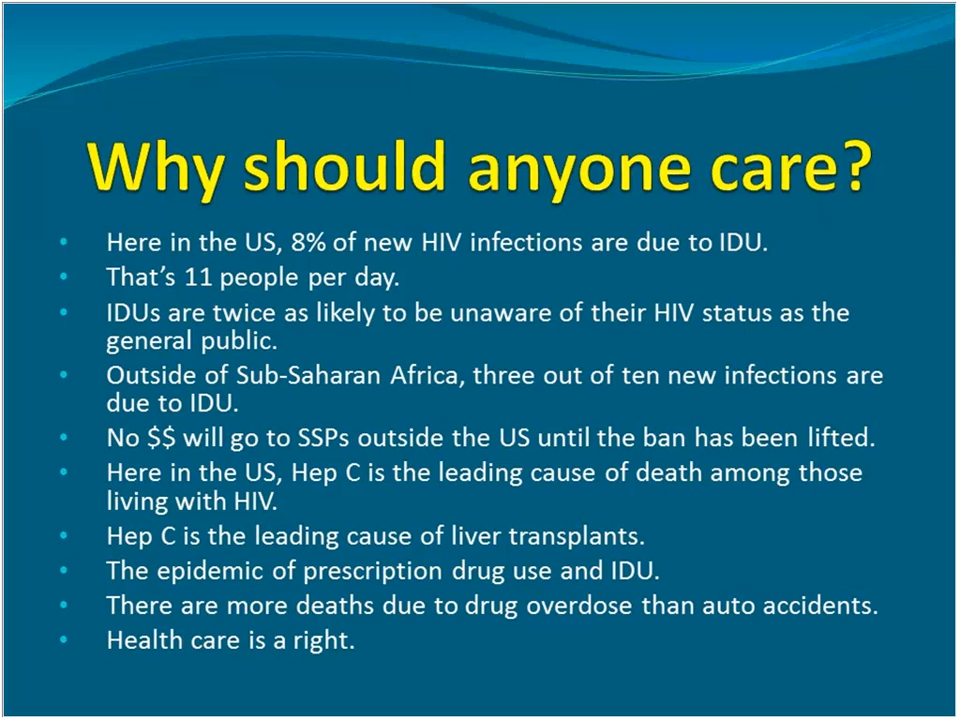 Why should anyone care?
• Here in the US, 8% of new HIV infections are due to IDU.
• That’s 11 people per day.
• IDUs are twice as likely to be unaware of their HIV status as the
general public.
• Outside of Sub-Saharan Africa, three out of ten new infections are
due to IDU.
• No $$ will go to SSPs outside the US until the ban has been lifted.
• Here in the US, Hep C is the leading cause of death among those
living with HIV.
• Hep C is the leading cause of liver transplants.
• The epidemic of prescription drug use and IDU.
• There are more deaths due to drug overdose than auto accidents.
• Health care is a right.